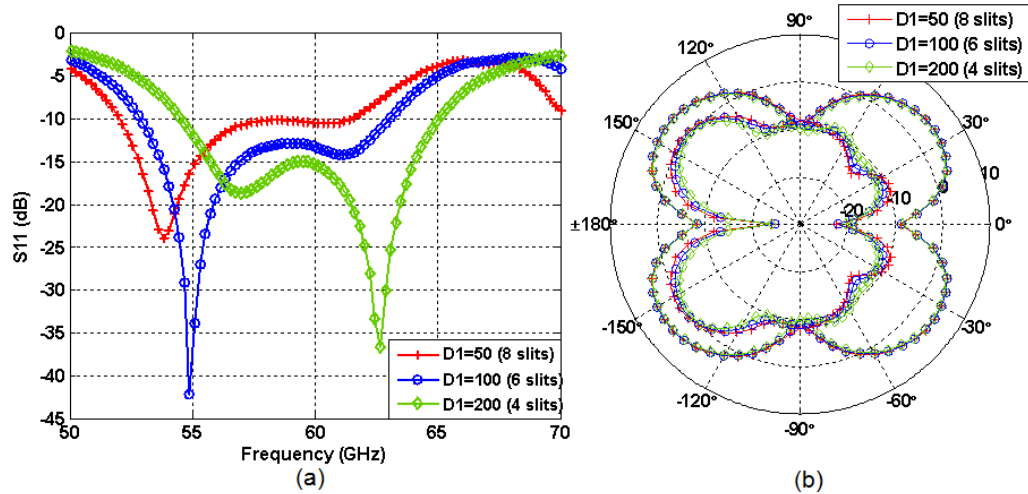 0
-5
-10
-15
-20
-25
-30
-35
-40
-45
S11 (dB)
50
55
60
65
70
Frequency (GHz)
D1=50 (8 slits)
D1=100 (6 slits)
D1=200 (4 slits)
(a)
D1=50 (8 slits)
D1=100 (6 slits)
D1=200 (4 slits)
90°
120°
150°
30°
±180°
0°
-150°
-30°
-120°
-60°
-90°
-20
-10
10
(b)